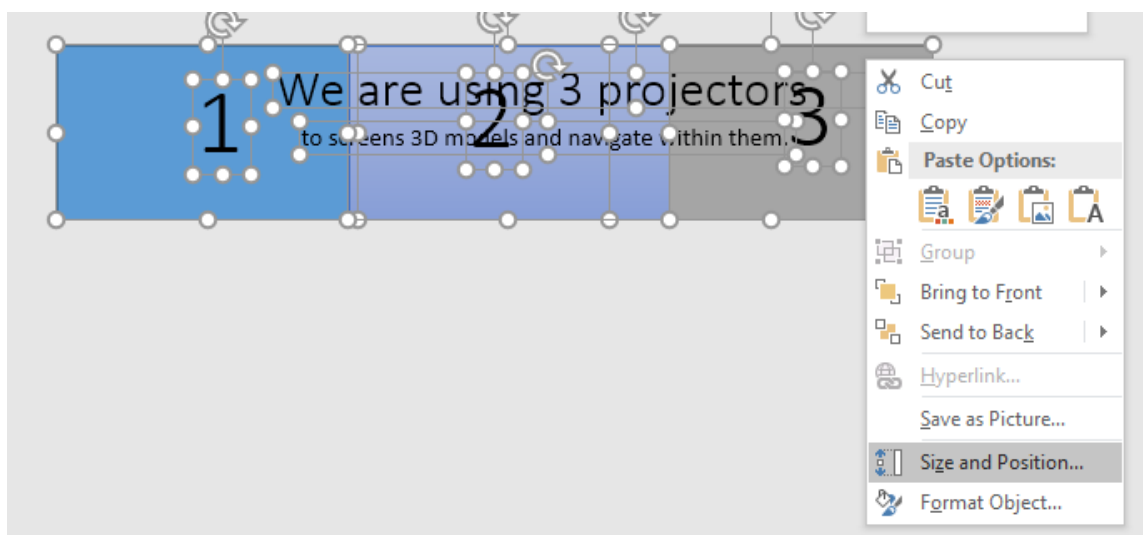 We are using 3 projectors
1
2
3
to screens 3D models and navigate within them.
Cut
Copy
Paste Options:
a
A
Group
Bring to Front
Send to Back
Hyperlink...
Save as Picture...
Size and Position...
Format Object...